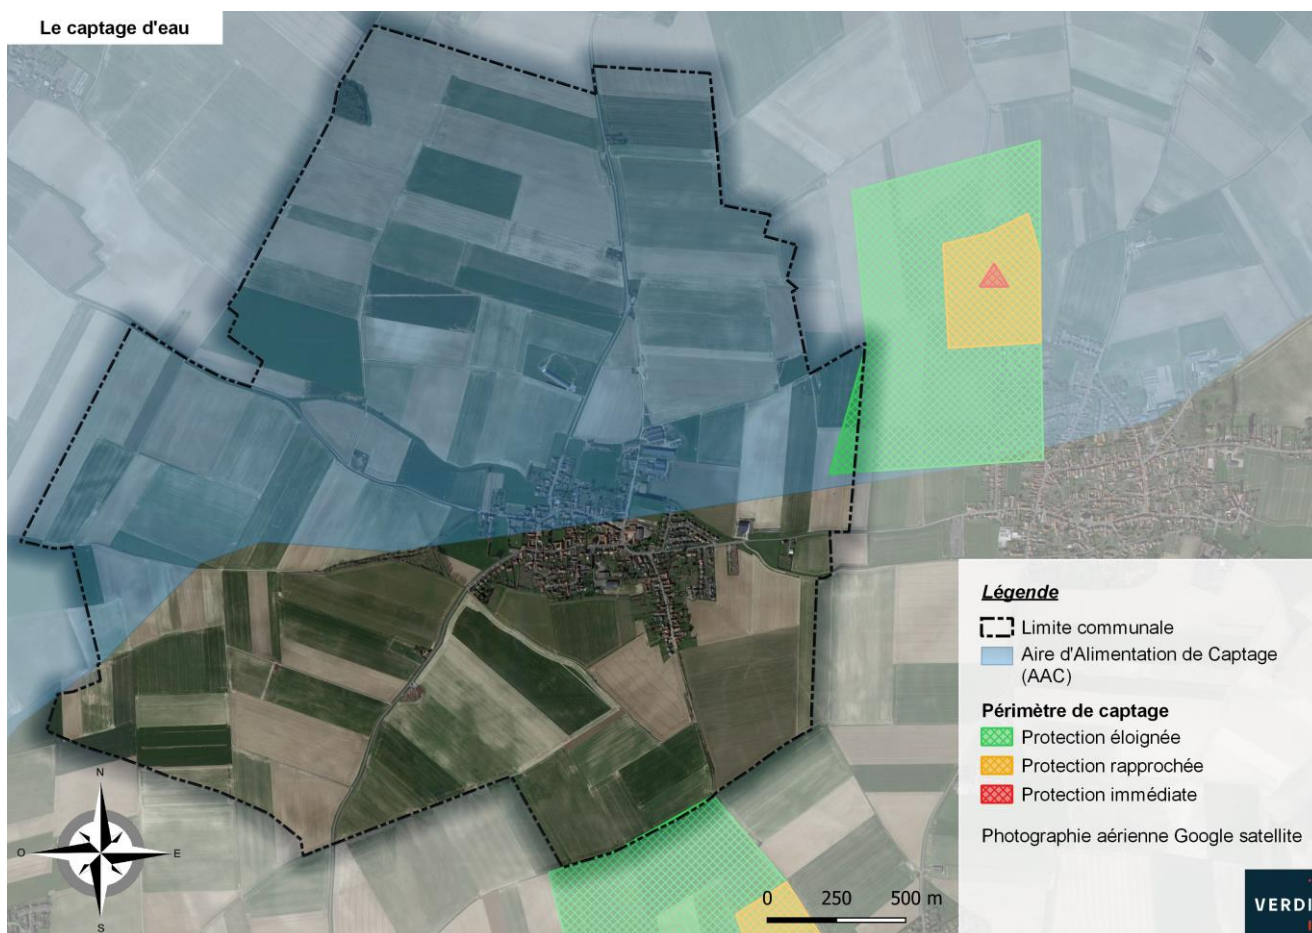 Le captage d'eau
Légende
Limite communale
Aire d'Alimentation de Captage
(AAC)
Périmètre de captage
Protection éloignée
Protection rapprochée
Protection immédiate
Photographie aérienne Google satellite
N
O
E
S
0 250 500 m
VERDI